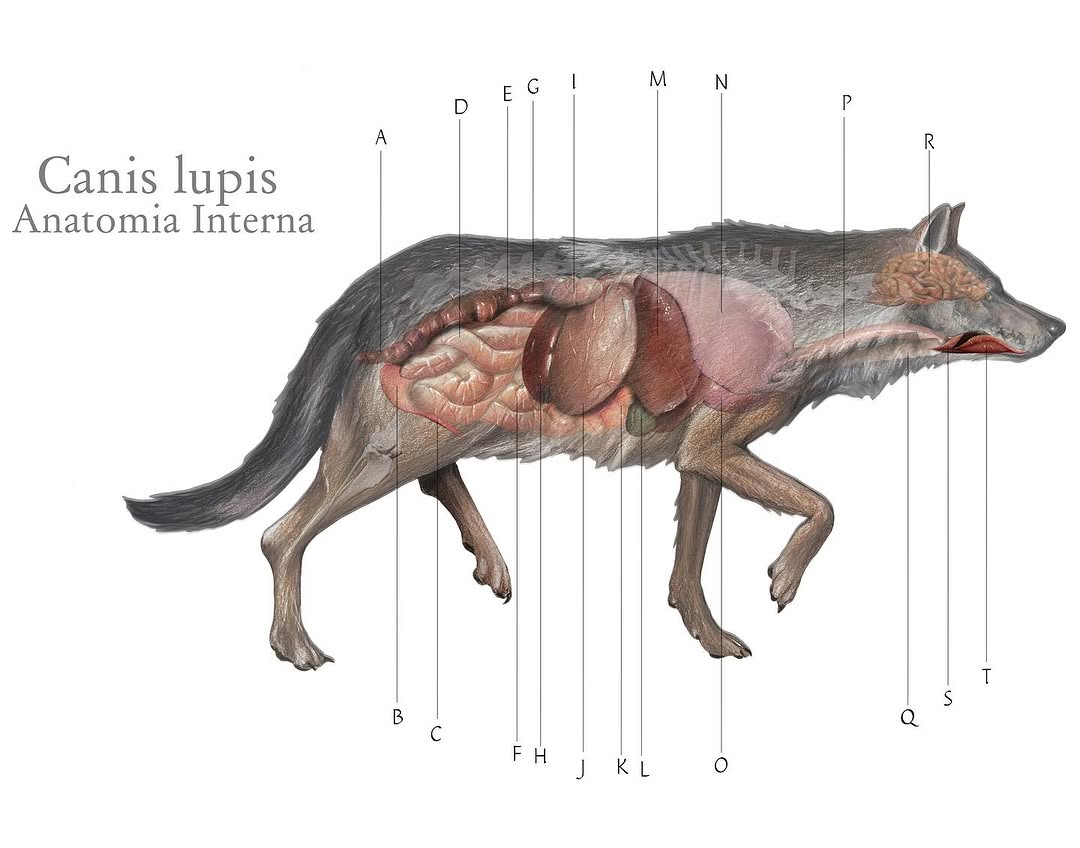 I M N
E G
D P
A R
Canis lupis
Anatomia Interna
T
S
B Q
C
F H
J K L O